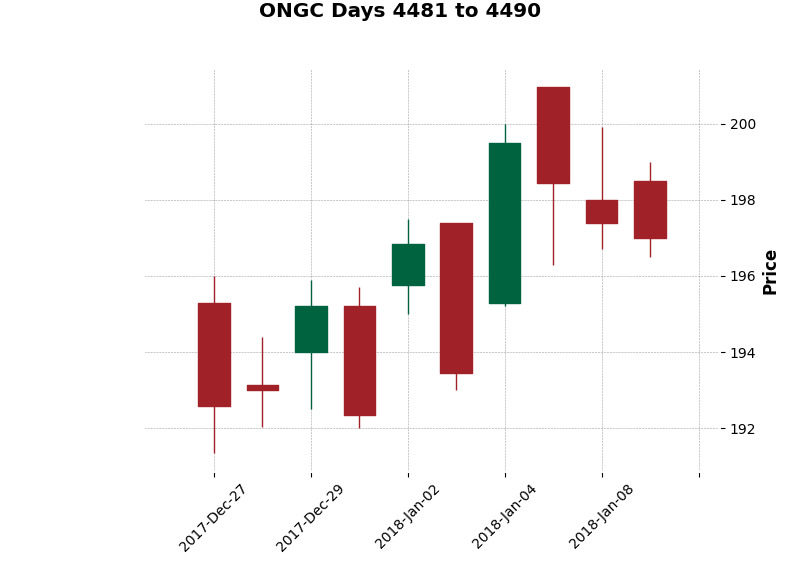 ONGC Days 4481 to 4490
200
198
196
194
192
Price
2017-Dec-27
2017-Dec-29
2018-Jan-02
2018-Jan-04
2018-Jan-08